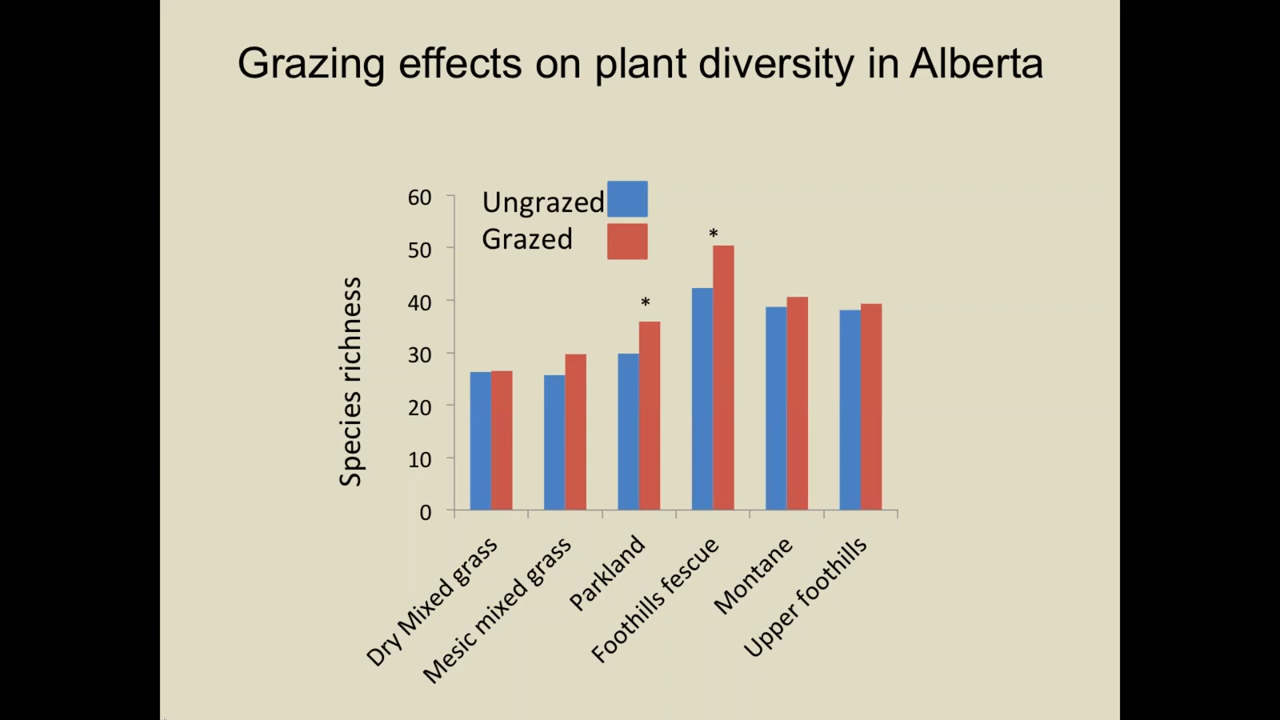 Grazing effects on plant diversity in Alberta
Ungrazed
Grazed
60
50
40
30
20
10
0
Species richness
*
*
Dry Mixed grass
Mesic mixed grass
Parkland
Foothills fescue
Montane
Upper foothills